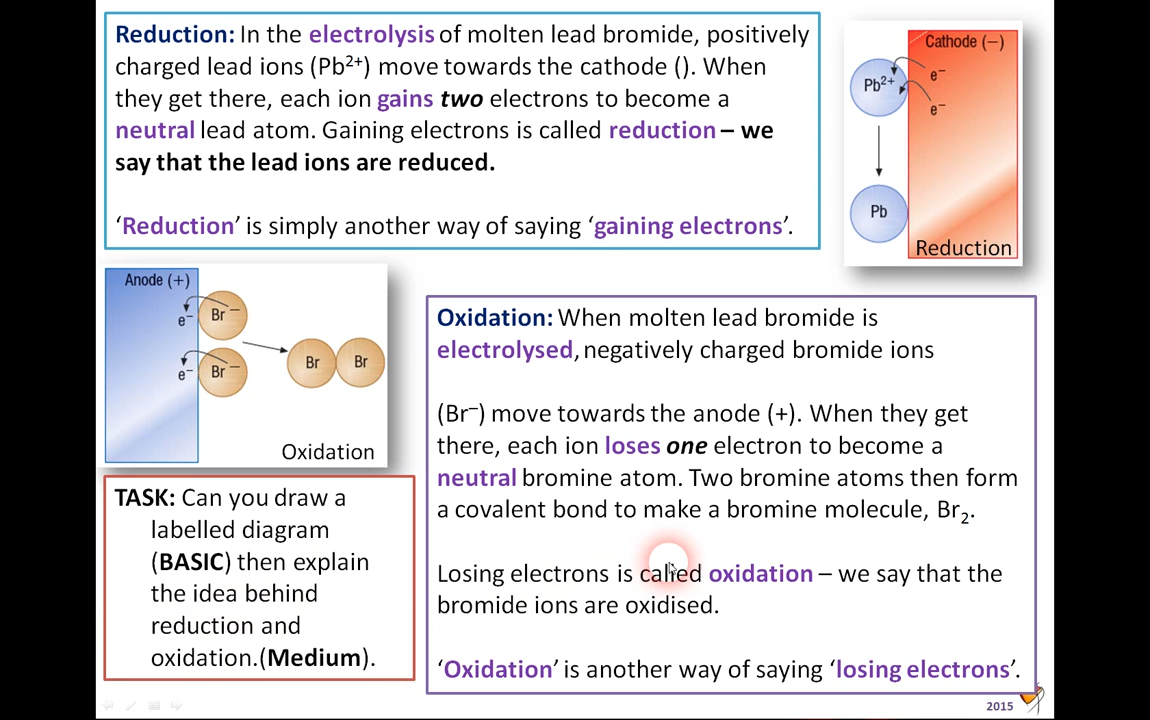 Reduction: In the electrolysis of molten lead bromide, positively
charged lead ions (Pb²⁺) move towards the cathode (). When
they get there, each ion gains two electrons to become a
neutral lead atom. Gaining electrons is called reduction – we
say that the lead ions are reduced.
‘Reduction’ is simply another way of saying ‘gaining electrons’.
Cathode (−)
Pb²⁺
e⁻
e⁻
Pb
Reduction
Anode (+)
e⁻
Br⁻
e⁻
Br⁻
Br
Br
Oxidation
Oxidation: When molten lead bromide is
electrolysed, negatively charged bromide ions
(Br⁻) move towards the anode (+). When they get
there, each ion loses one electron to become a
neutral bromine atom. Two bromine atoms then form
a covalent bond to make a bromine molecule, Br₂.
Losing electrons is called oxidation – we say that the
bromide ions are oxidised.
‘Oxidation’ is another way of saying ‘losing electrons’.
TASK: Can you draw a
labelled diagram
(BASIC) then explain
the idea behind
reduction and
oxidation.(Medium).
2015